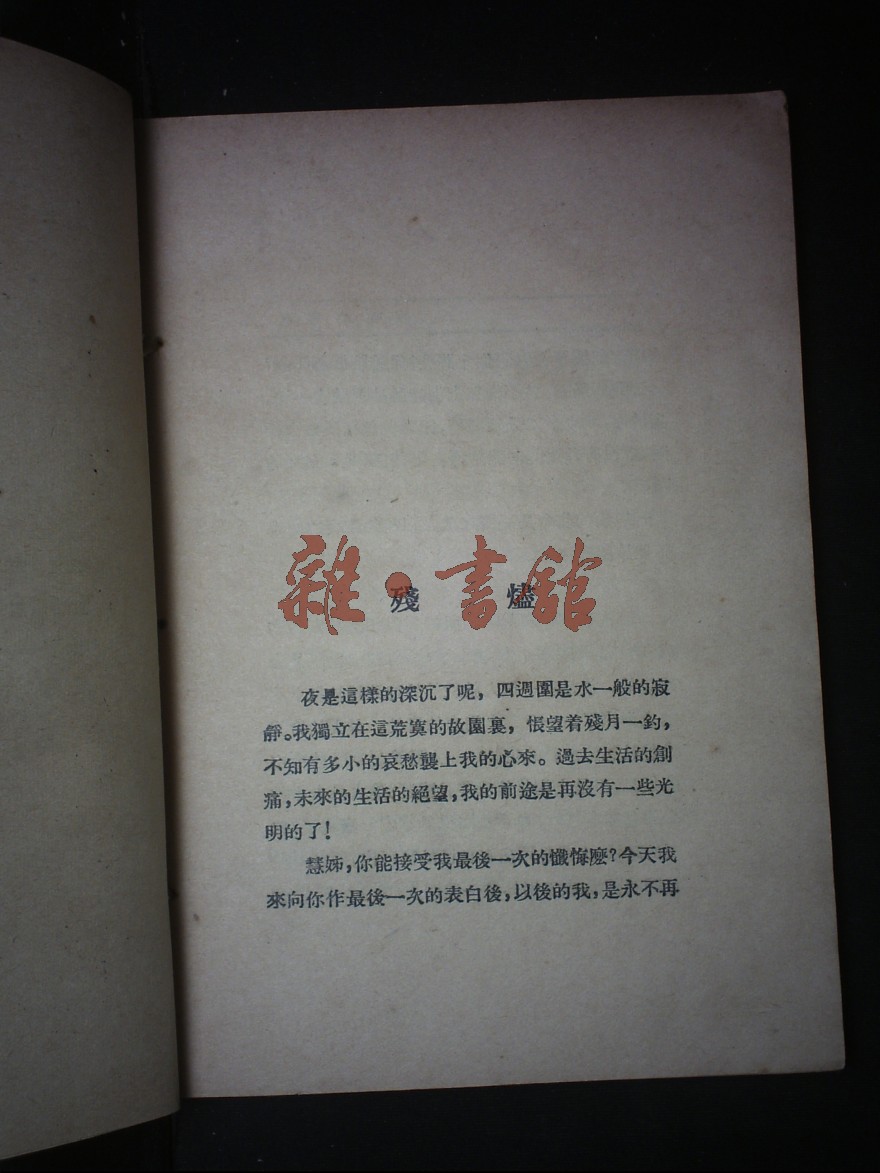 雜·書館
殘 燼
夜是這樣的深沉了呢，四週圍是水一般的寂
靜。我獨立在這荒寞的故園裏，悵望着殘月一鈎，
不知有多小的哀愁襲上我的心來。過去生活的創
痛，未來的生活的絕望，我的前途是再沒有一些光
明的了！
慧姊，你能接受我最後一次的懺悔麽？今天我
來向你作最後一次的表白後，以後的我，是永不再